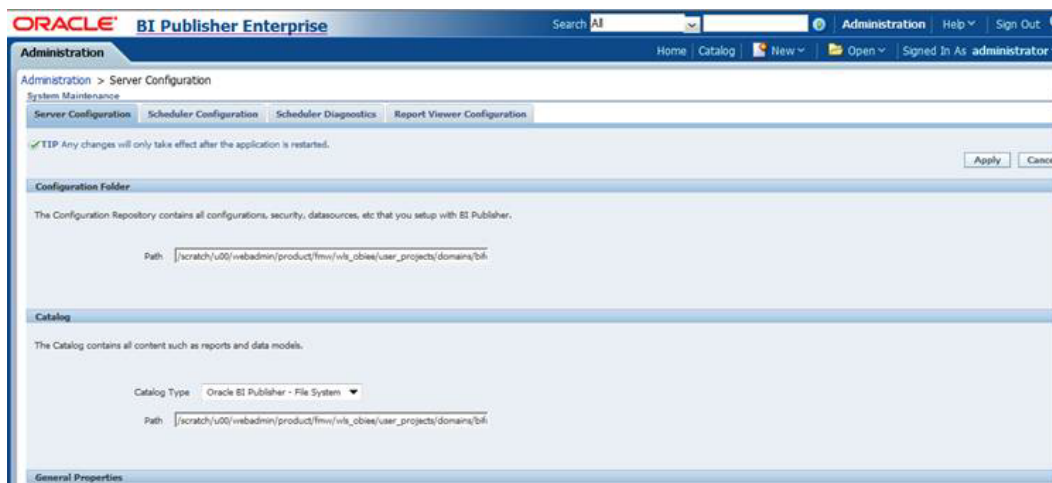 ORACLE BI Publisher Enterprise
Search All Administration Help Sign Out
Administration
Home Catalog New Open Signed In As administrator
Administration > Server Configuration
System Maintenance
Server Configuration Scheduler Configuration Scheduler Diagnostics Report Viewer Configuration
TIP Any changes will only take effect after the application is restarted.
Apply Cance
Configuration Folder
The Configuration Repository contains all configurations, security, datasources, etc that you setup with BI Publisher.
Path /scratch/u00/webadmin/product/fmw/wls_obiee/user_projects/domains/bif
Catalog
The Catalog contains all content such as reports and data models.
Catalog Type Oracle BI Publisher - File System
Path /scratch/u00/webadmin/product/fmw/wls_obiee/user_projects/domains/bif
General Properties